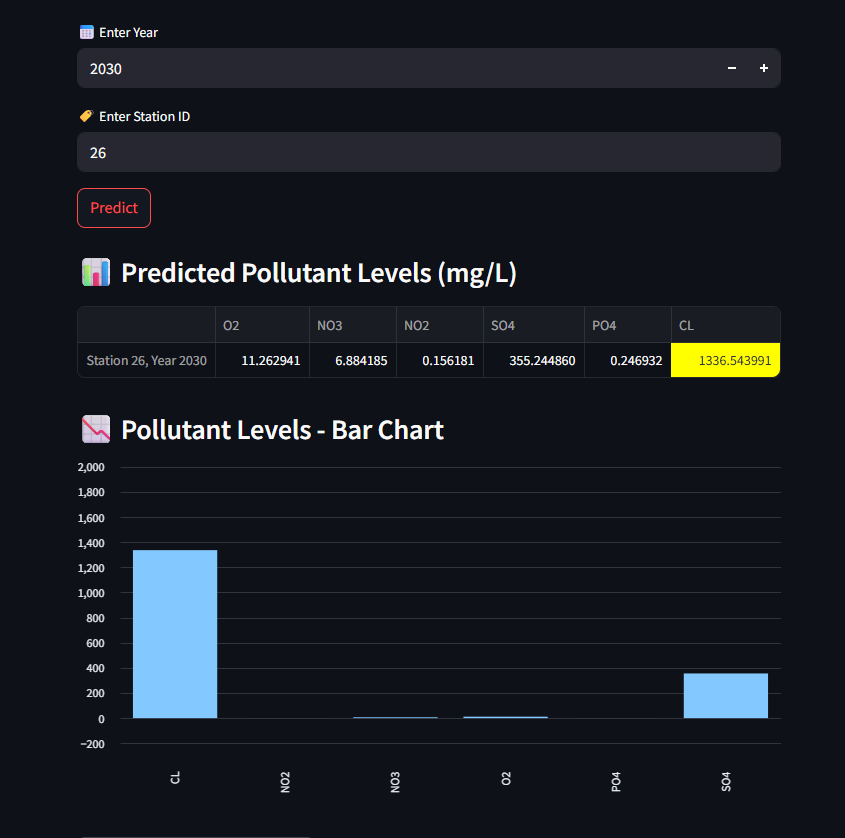 Enter Year
2030
− +
Enter Station ID
26
Predict
Predicted Pollutant Levels (mg/L)
O2 NO3 NO2 SO4 PO4 CL
Station 26, Year 2030 11.262941 6.884185 0.156181 355.244860 0.246932 1336.543991
Pollutant Levels - Bar Chart
2,000
1,800
1,600
1,400
1,200
1,000
800
600
400
200
0
−200
CL NO2 NO3 O2 PO4 SO4